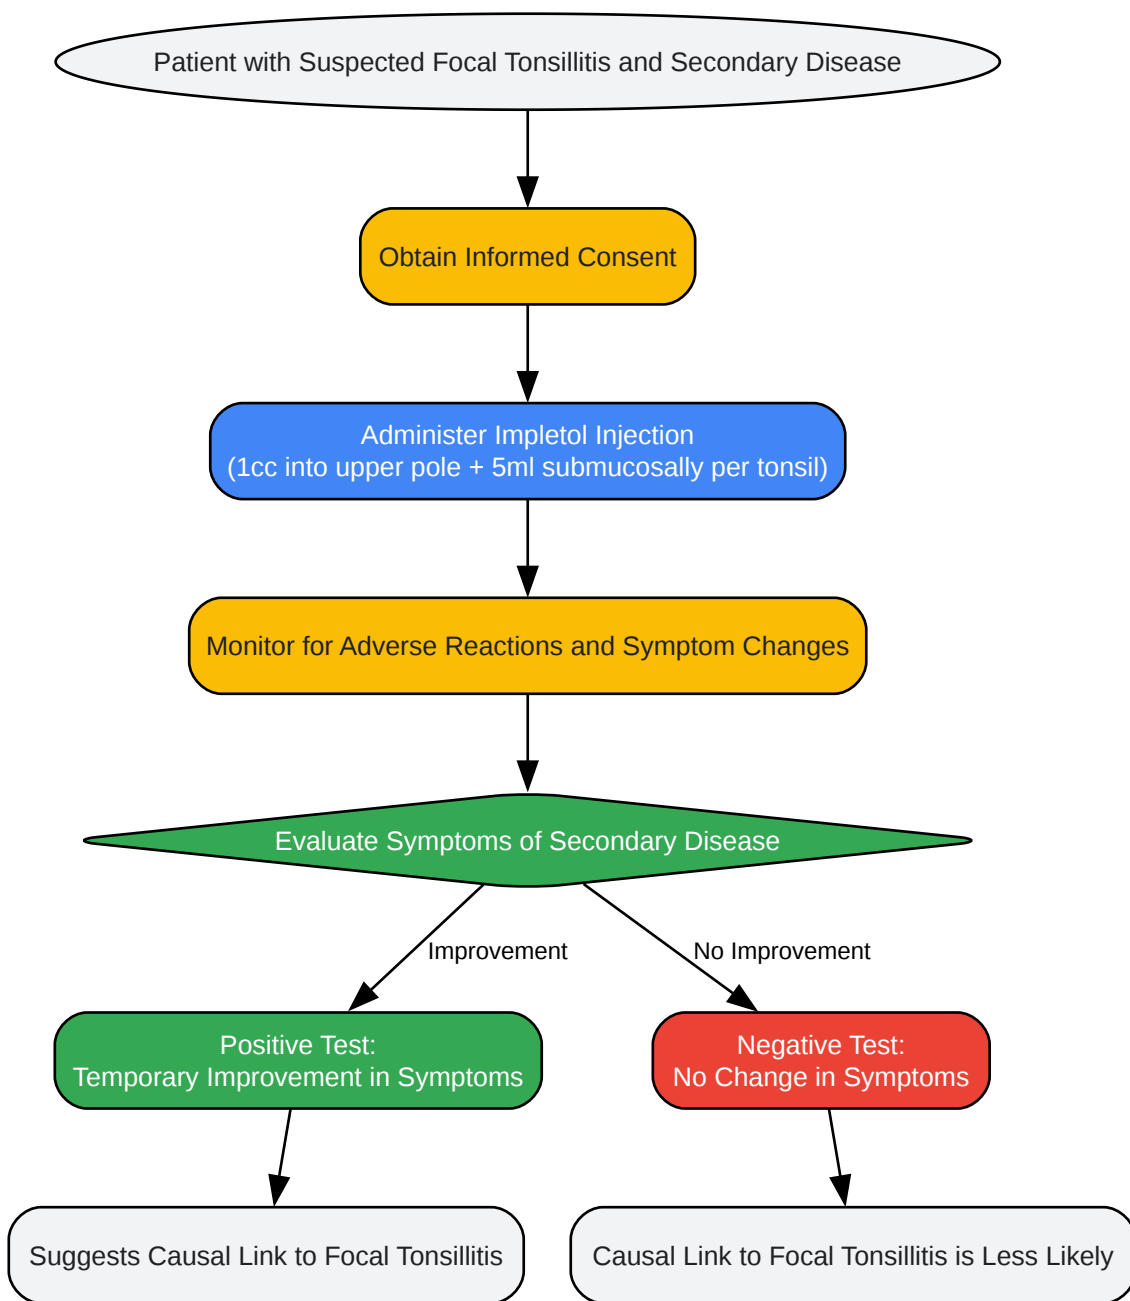 Patient with Suspected Focal Tonsillitis and Secondary Disease
Obtain Informed Consent
Administer Impletol Injection
(1cc into upper pole + 5ml submucosally per tonsil)
Monitor for Adverse Reactions and Symptom Changes
Evaluate Symptoms of Secondary Disease
Improvement
No Improvement
Positive Test:
Temporary Improvement in Symptoms
Negative Test:
No Change in Symptoms
Suggests Causal Link to Focal Tonsillitis
Causal Link to Focal Tonsillitis is Less Likely